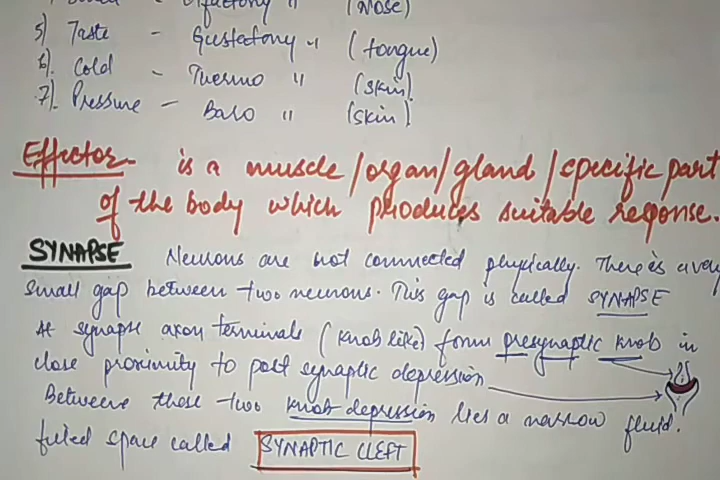 Olfactory " (Nose)
5) Taste - Gustatory " (tongue)
6). Cold - Thermo " (skin).
7). Pressure - Baro " (skin).
Effector- is a muscle/organ/gland/specific part
of the body which produces suitable response.
SYNAPSE Neurons are not connected physically. There is a very
small gap between two neurons. This gap is called SYNAPSE
At synapse axon terminals (knob like) form presynaptic knob in
close proximity to post synaptic depression
Betweene these two knob depression lies a narrow fluid.
filled space called SYNAPTIC CLEFT